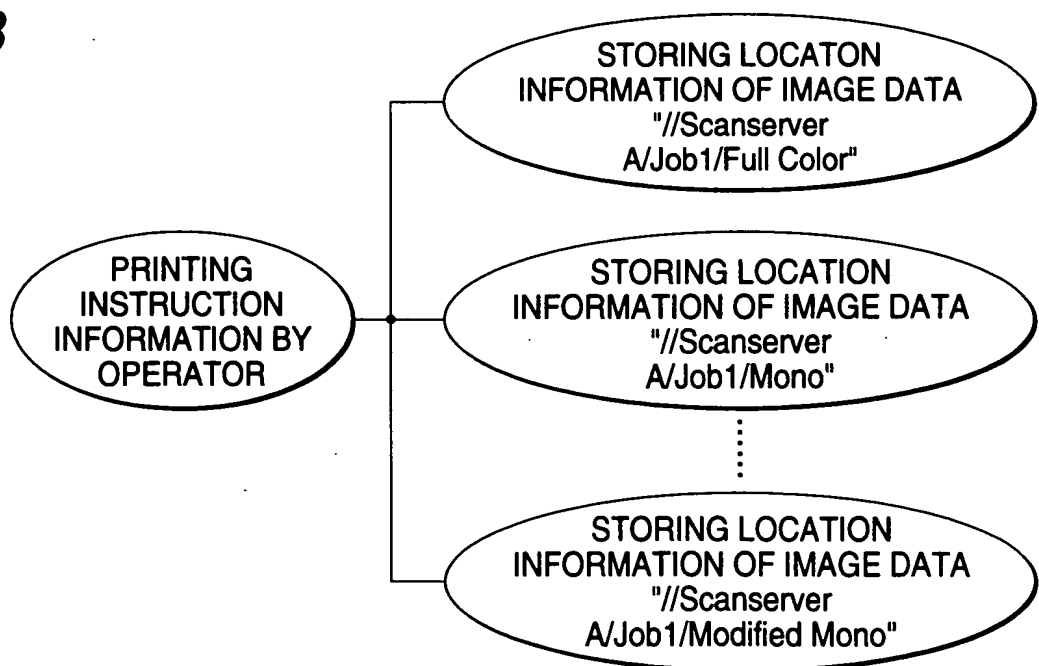 STORING LOCATON
INFORMATION OF IMAGE DATA
"//Scanserver
A/Job1/Full Color"
PRINTING
INSTRUCTION
INFORMATION BY
OPERATOR
STORING LOCATION
INFORMATION OF IMAGE DATA
"//Scanserver
A/Job1/Mono"
STORING LOCATION
INFORMATION OF IMAGE DATA
"//Scanserver
A/Job1/Modified Mono"